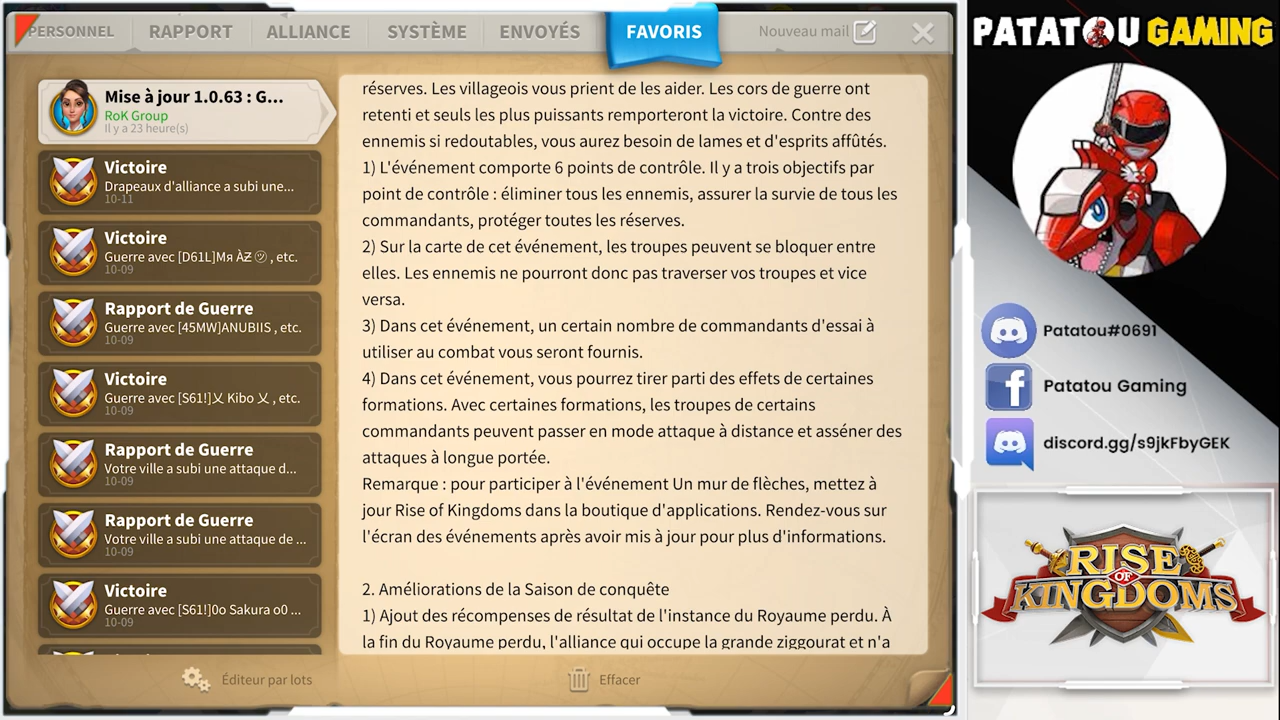 PERSONNEL
RAPPORT
ALLIANCE
SYSTÈME
ENVOYÉS
FAVORIS
Nouveau mail
Mise à jour 1.0.63 : G...
RoK Group
Il y a 23 heure(s)
Victoire
Drapeaux d'alliance a subi une...
10-11
Victoire
Guerre avec [D61L]Mя ÀƵ㋡ , etc.
10-09
Rapport de Guerre
Guerre avec [45MW]ANUBIIS , etc.
10-09
Victoire
Guerre avec [S61!]乂 Kibo 乂 , etc.
10-09
Rapport de Guerre
Votre ville a subi une attaque d...
10-09
Rapport de Guerre
Votre ville a subi une attaque de ...
10-09
Victoire
Guerre avec [S61!]0o Sakura o0 ...
10-09
réserves. Les villageois vous prient de les aider. Les cors de guerre ont
retenti et seuls les plus puissants remporteront la victoire. Contre des
ennemis si redoutables, vous aurez besoin de lames et d'esprits affûtés.
1) L'événement comporte 6 points de contrôle. Il y a trois objectifs par
point de contrôle : éliminer tous les ennemis, assurer la survie de tous les
commandants, protéger toutes les réserves.
2) Sur la carte de cet événement, les troupes peuvent se bloquer entre
elles. Les ennemis ne pourront donc pas traverser vos troupes et vice
versa.
3) Dans cet événement, un certain nombre de commandants d'essai à
utiliser au combat vous seront fournis.
4) Dans cet événement, vous pourrez tirer parti des effets de certaines
formations. Avec certaines formations, les troupes de certains
commandants peuvent passer en mode attaque à distance et asséner des
attaques à longue portée.
Remarque : pour participer à l'événement Un mur de flèches, mettez à
jour Rise of Kingdoms dans la boutique d'applications. Rendez-vous sur
l'écran des événements après avoir mis à jour pour plus d'informations.
2. Améliorations de la Saison de conquête
1) Ajout des récompenses de résultat de l'instance du Royaume perdu. À
la fin du Royaume perdu, l'alliance qui occupe la grande ziggourat et n'a
Éditeur par lots
Effacer
PATATOU GAMING
Patatou#0691
Patatou Gaming
discord.gg/s9jkFbyGEK
RISE
OF
KINGDOMS